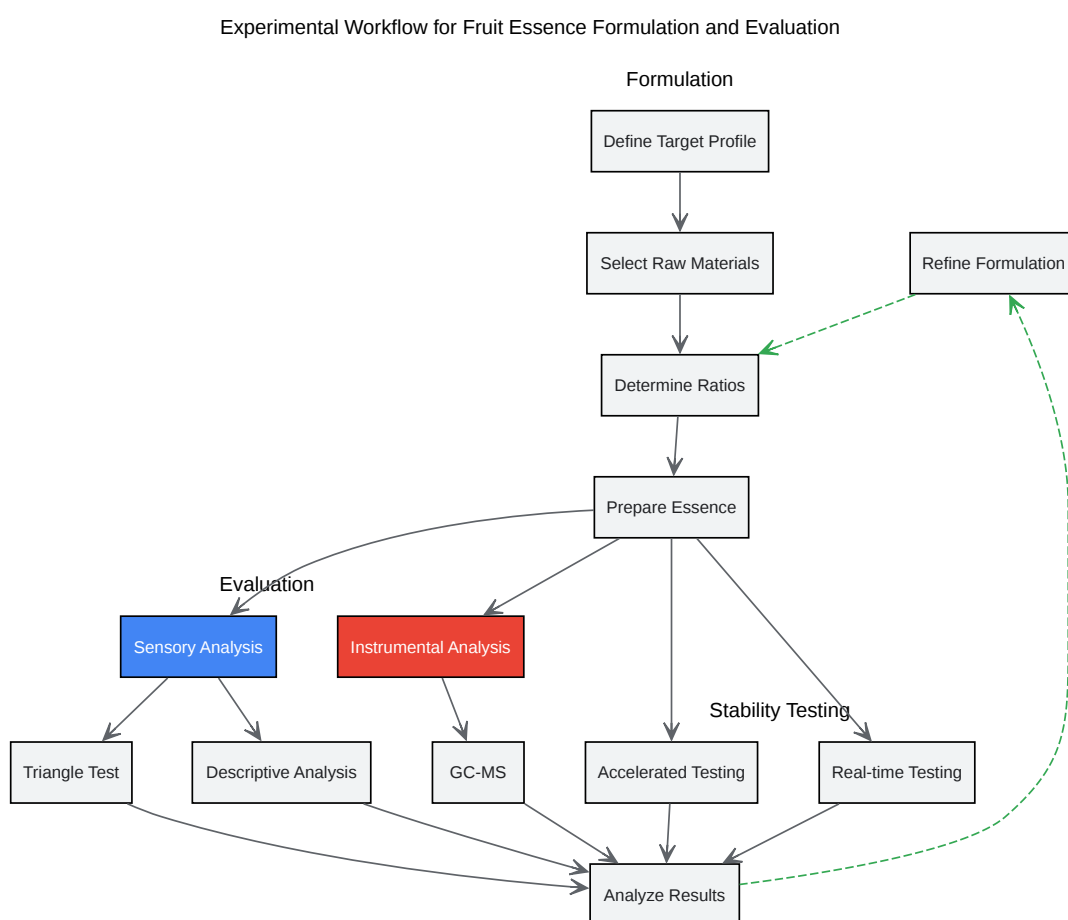 Experimental Workflow for Fruit Essence Formulation and Evaluation
Formulation
Define Target Profile
Select Raw Materials
Refine Formulation
Determine Ratios
Prepare Essence
Evaluation
Sensory Analysis
Instrumental Analysis
Stability Testing
Triangle Test
Descriptive Analysis
GC-MS
Accelerated Testing
Real-time Testing
Analyze Results